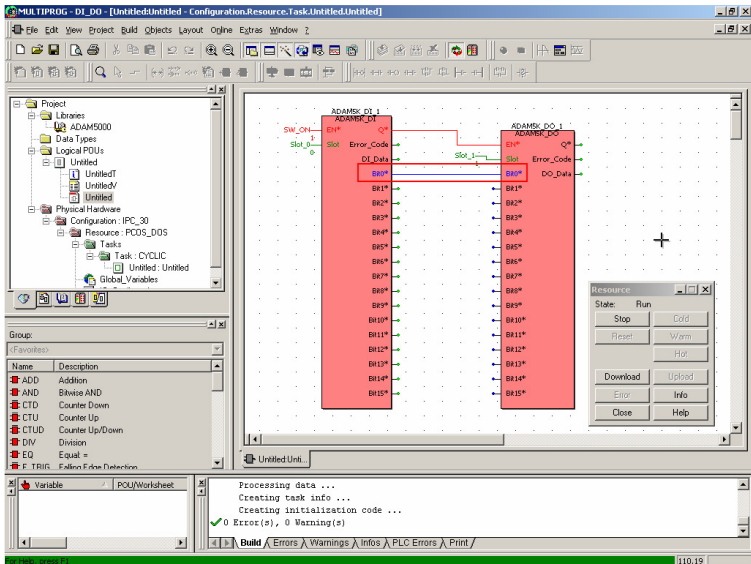 MULTIPROG - DI_DO - [Untitled:Untitled - Configuration.Resource.Task.Untitled.Untitled]
File Edit View Project Build Objects Layout Online Extras Window ?
Project
Libraries
ADAM5000
Data Types
Logical POUs
Untitled
UntitledT
UntitledV
Untitled
Physical Hardware
Configuration : IPC_30
Resource : PCOS_DOS
Tasks
Task : CYCLIC
Untitled : Untitled
Global_Variables
Group:
<Favorites>
Name Description
ADD Addition
AND Bitwise AND
CTD Counter Down
CTU Counter Up
CTUD Counter Up/Down
DIV Division
EQ Equal =
F_TRIG Falling Edge Detection
ADAM5K_DI_1
ADAM5K_DI
SW_ON EN* Q*
1
Slot_0 Slot Error_Code
0
DI_Data
Bit0*
Bit1*
Bit2*
Bit3*
Bit4*
Bit5*
Bit6*
Bit7*
Bit8*
Bit9*
Bit10*
Bit11*
Bit12*
Bit13*
Bit14*
Bit15*
ADAM5K_DO_1
ADAM5K_DO
EN* Q*
Slot_1 Slot Error_Code
1
DO_Data
Bit0*
Bit1*
Bit2*
Bit3*
Bit4*
Bit5*
Bit6*
Bit7*
Bit8*
Bit9*
Bit10*
Bit11*
Bit12*
Bit13*
Bit14*
Bit15*
Resource
State: Run
Stop Cold
Reset Warm
Hot
Download Upload
Error Info
Close Help
Untitled:Unti...
Variable POU/Worksheet
Processing data ...
Creating task info ...
Creating initialization code ...
0 Error(s), 0 Warning(s)
Build Errors Warnings Infos PLC Errors Print
For Help, press F1
110,19